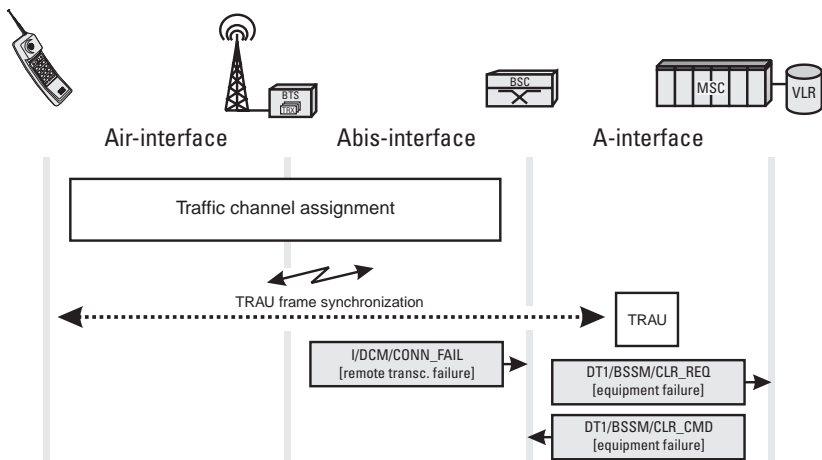 BTS
TRX
BSC
MSC
VLR
Air-interface
Abis-interface
A-interface
Traffic channel assignment
TRAU frame synchronization
TRAU
I/DCM/CONN_FAIL
[remote transc. failure]
DT1/BSSM/CLR_REQ
[equipment failure]
DT1/BSSM/CLR_CMD
[equipment failure]